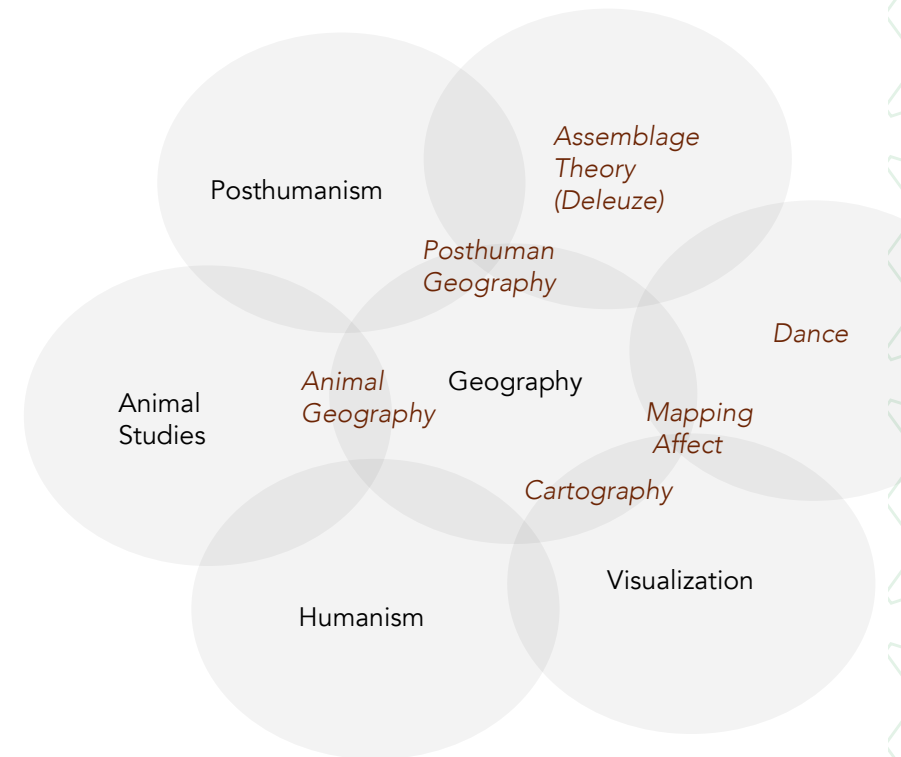 Assemblage
Theory
(Deleuze)
Posthumanism
Posthuman
Geography
Dance
Animal
Geography
Geography
Animal
Studies
Mapping
Affect
Cartography
Visualization
Humanism